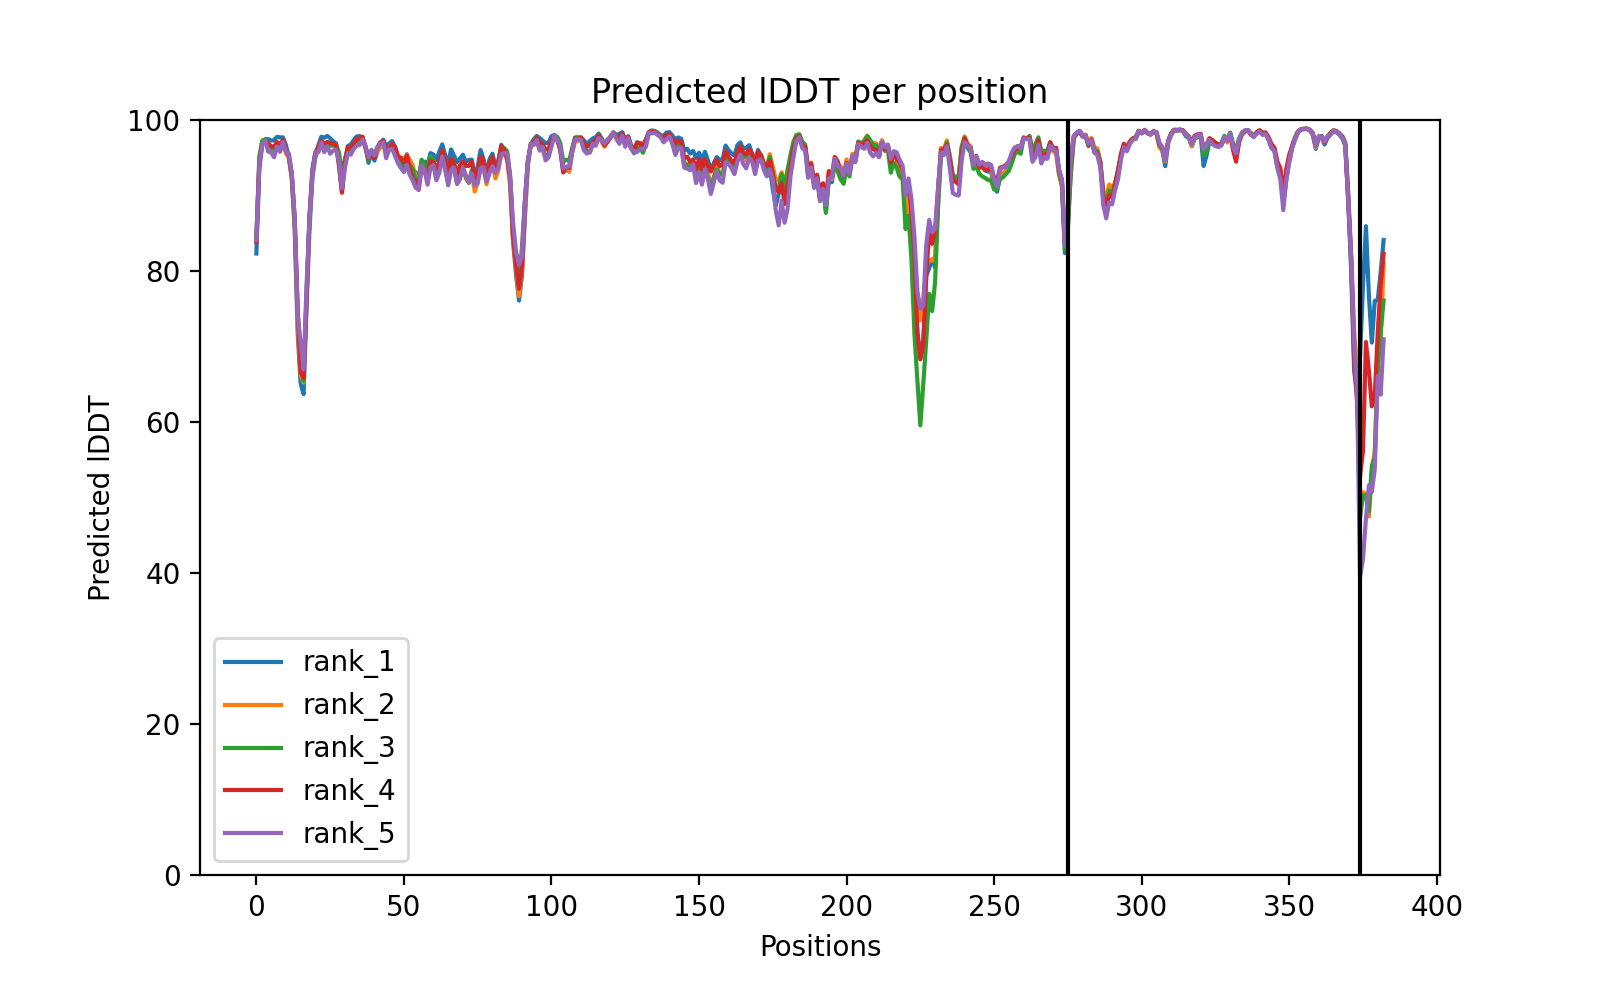 Predicted lDDT per position
100
80
60
40
20
0
Predicted lDDT
rank_1
rank_2
rank_3
rank_4
rank_5
0 50 100 150 200 250 300 350 400
Positions